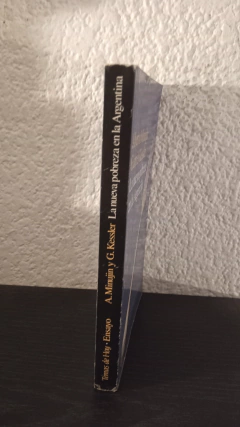 Temas de Hoy · Ensayo A. Minujin y G. Kessler La nueva pobreza en la Argentina